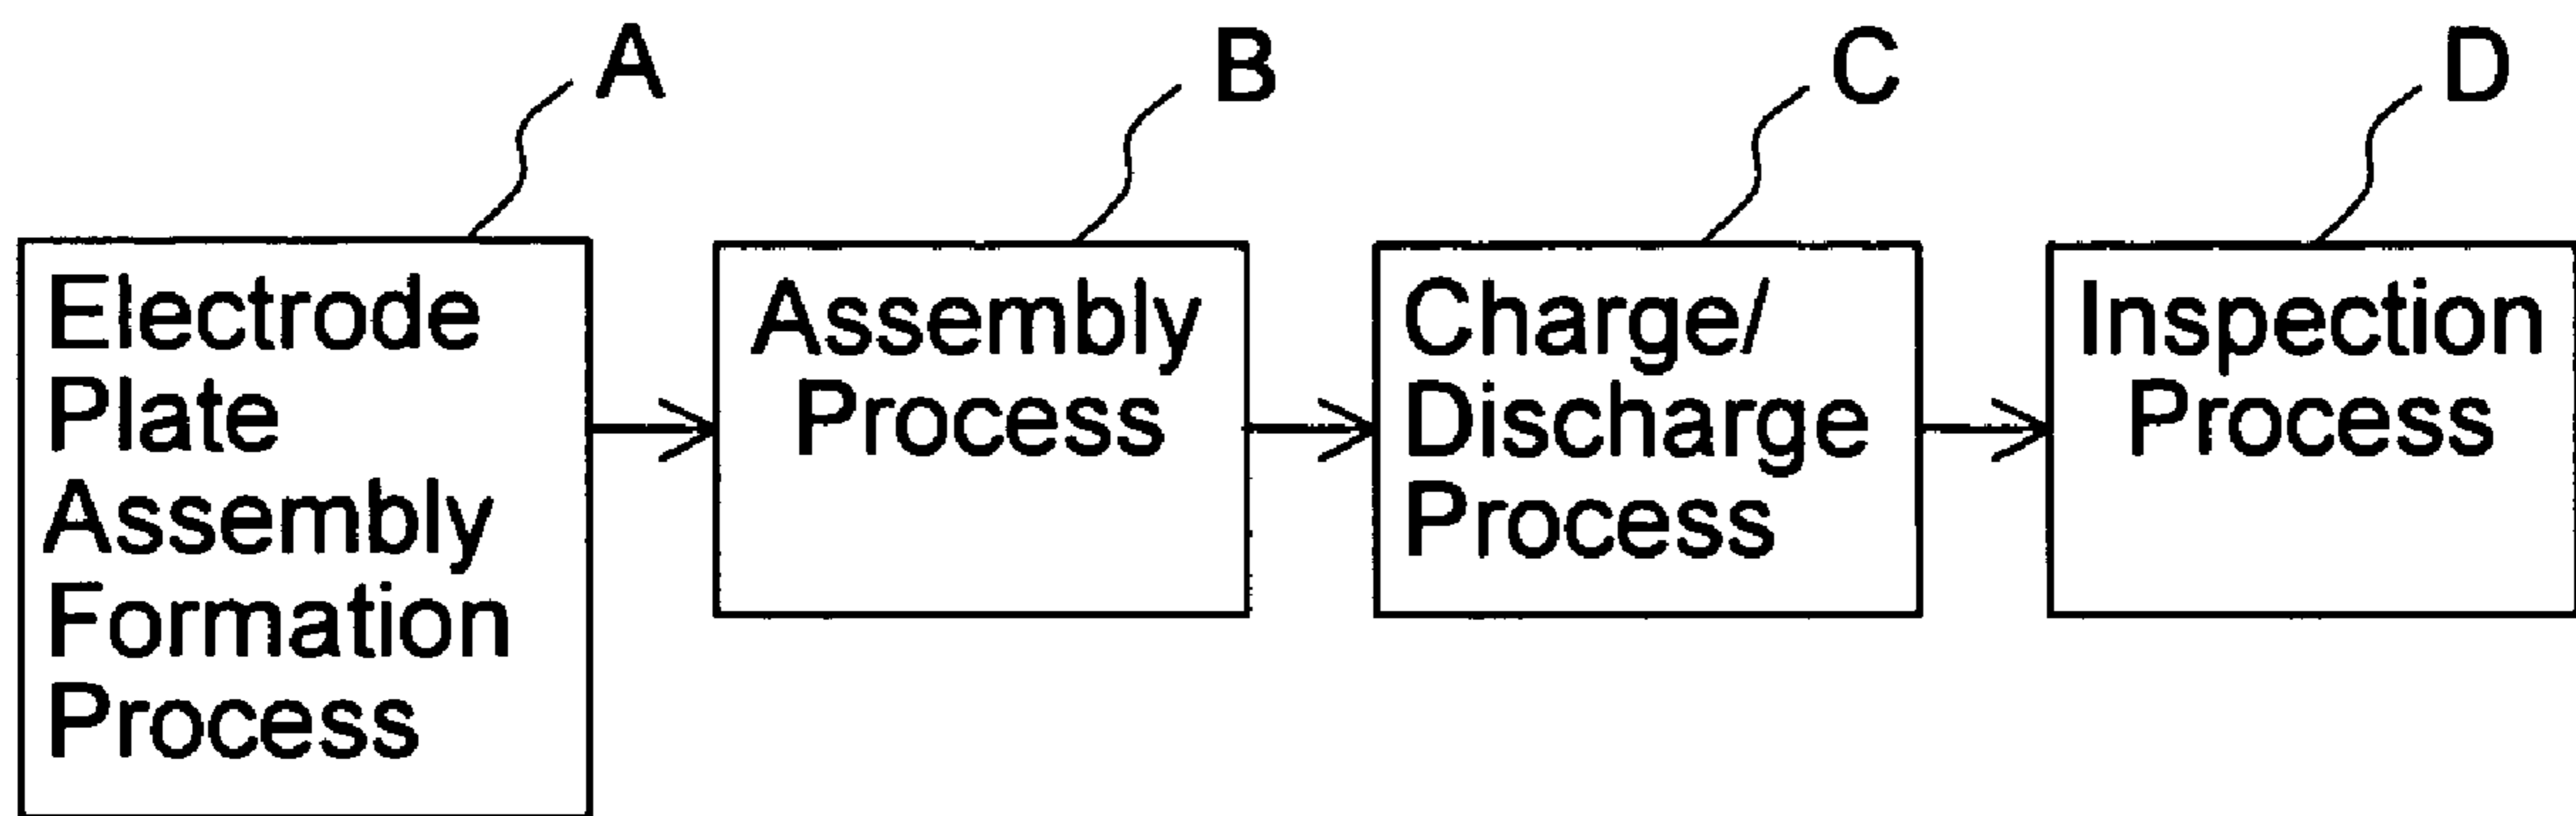 A
B
C
D
Electrode
Plate
Assembly
Formation
Process
Assembly
Process
Charge/
Discharge
Process
Inspection
Process